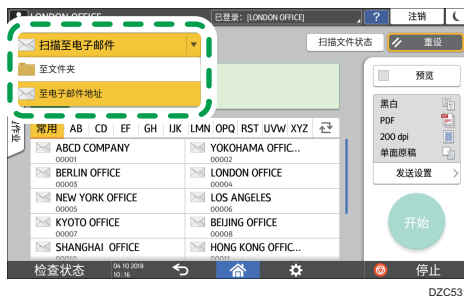 LONDON OFFICE
已登录: [LONDON OFFICE]
?
注销
扫描至电子邮件
扫描文件状态
重设
至文件夹
至电子邮件地址
预览
黑白
PDF
200 dpi
单面原稿
发送设置
作业
常用 AB CD EF GH IJK LMN OPQ RST UVW XYZ
ABCD COMPANY
00001
YOKOHAMA OFFIC...
00002
BERLIN OFFICE
00003
LONDON OFFICE
00004
NEW YORK OFFICE
00005
LOS ANGELES
00006
KYOTO OFFICE
00007
BEIJING OFFICE
00008
SHANGHAI OFFICE
00010
HONG KONG OFFIC...
00011
开始
检查状态
04 10 2018
10:16
停止
DZC53